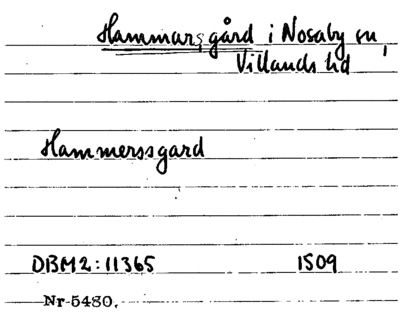 Hammarsgård i Nosaby sn,
Villands hd
Hammerssgard
DBM2:11365 1509
Nr 5480.